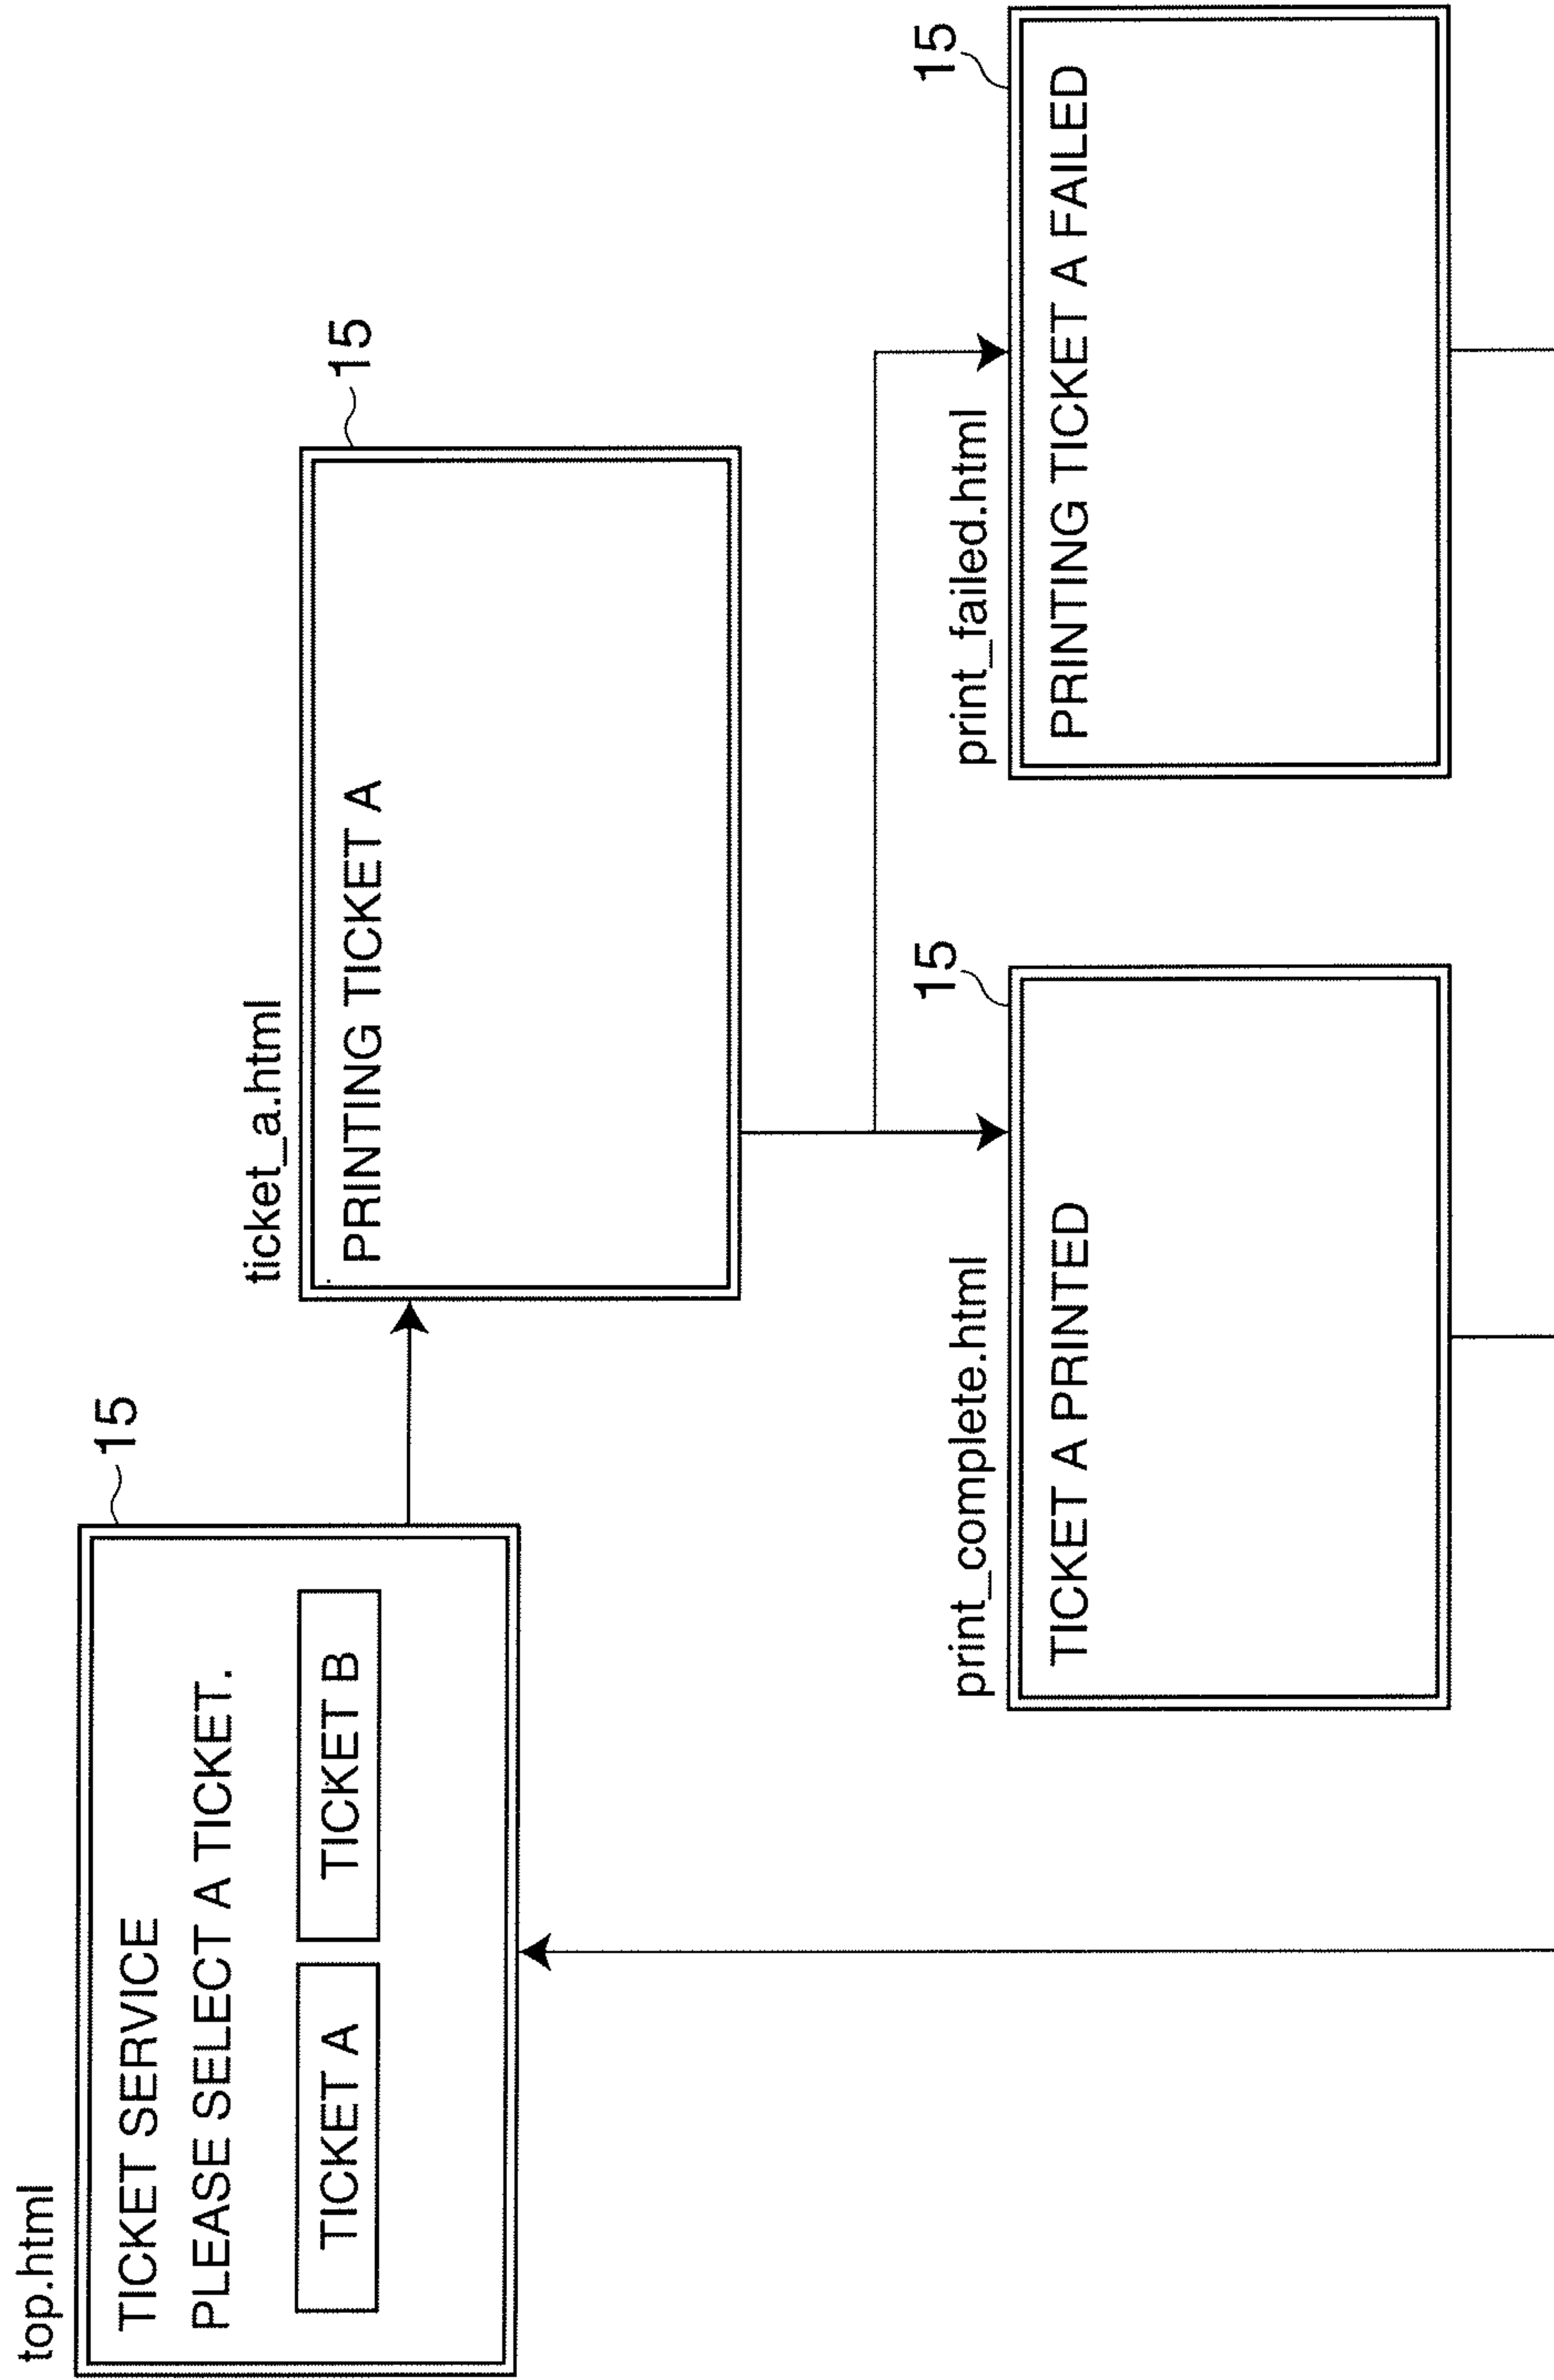 top.html
15
TICKET SERVICE
PLEASE SELECT A TICKET.
TICKET A
TICKET B
ticket_a.html
15
PRINTING TICKET A
print_complete.html
15
TICKET A PRINTED
print_failed.html
15
PRINTING TICKET A FAILED